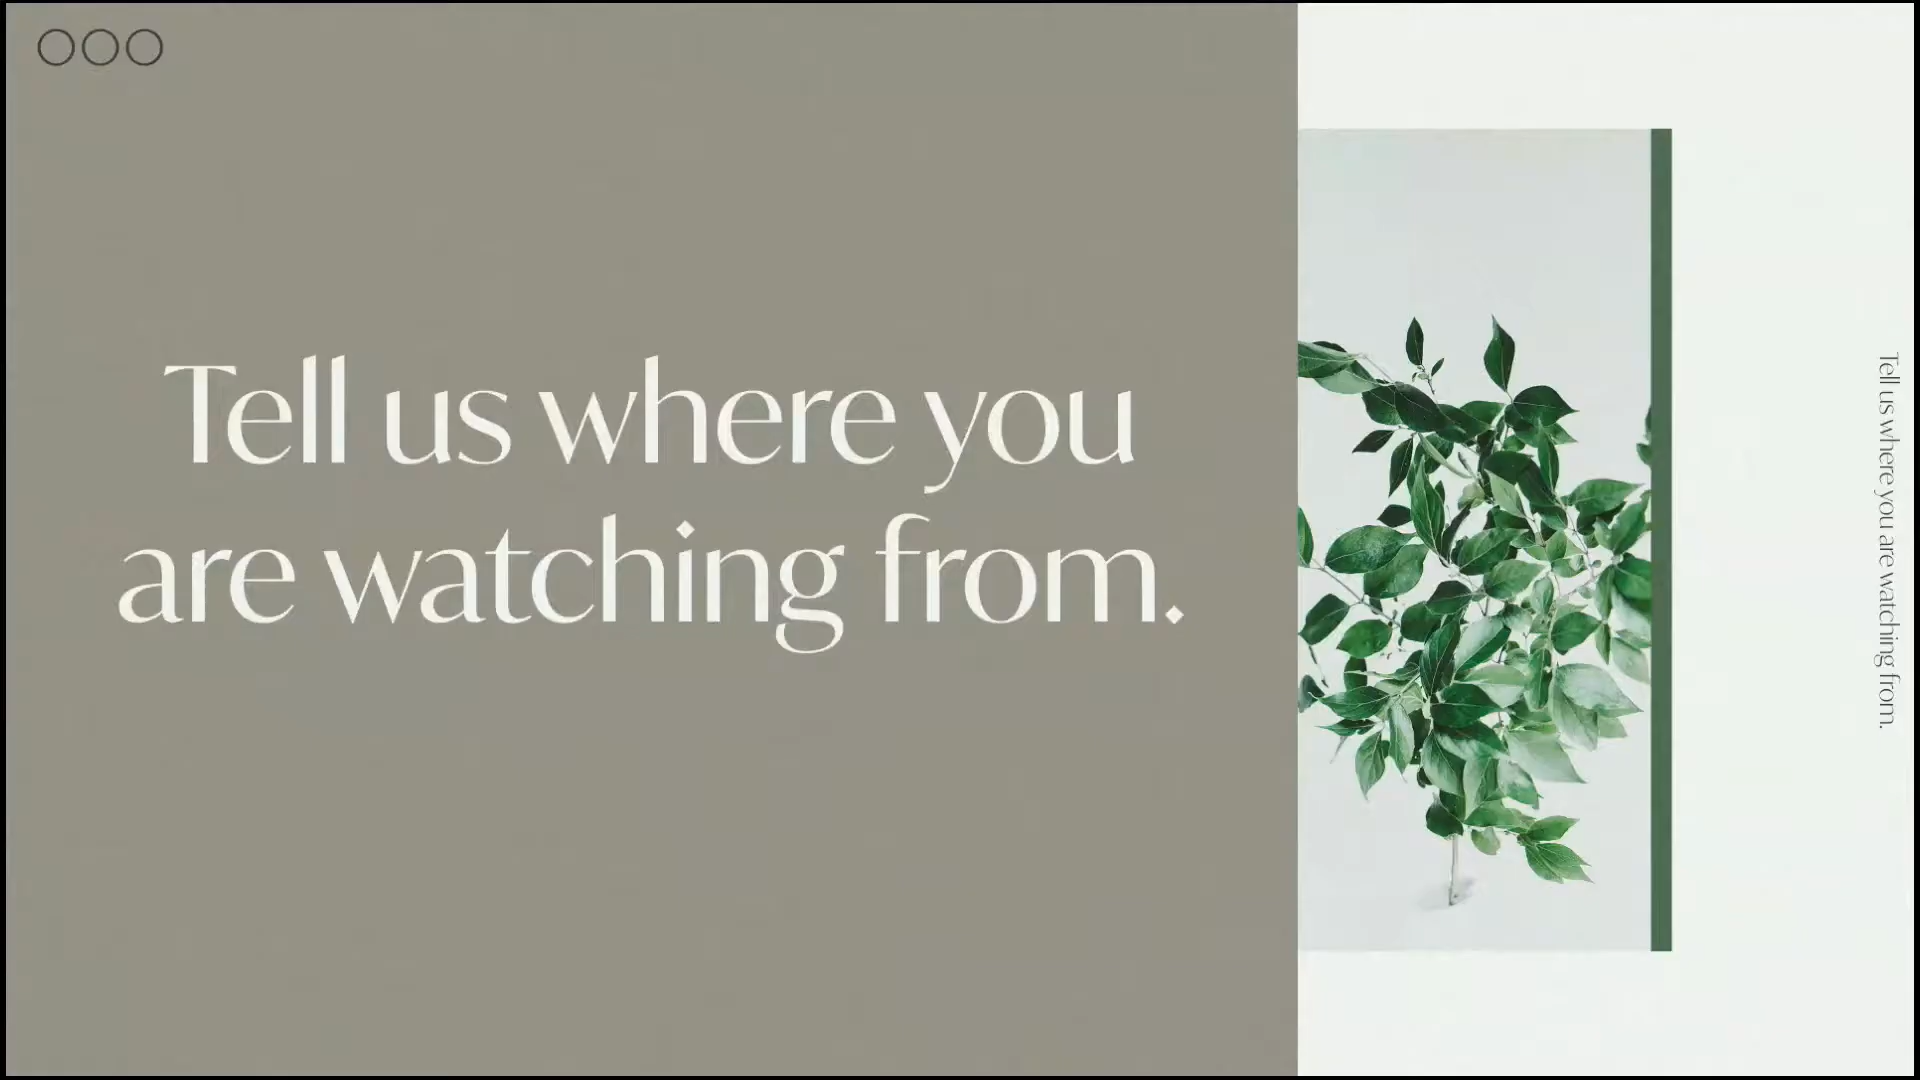 Tell us where you
are watching from.
Tell us where you are watching from.